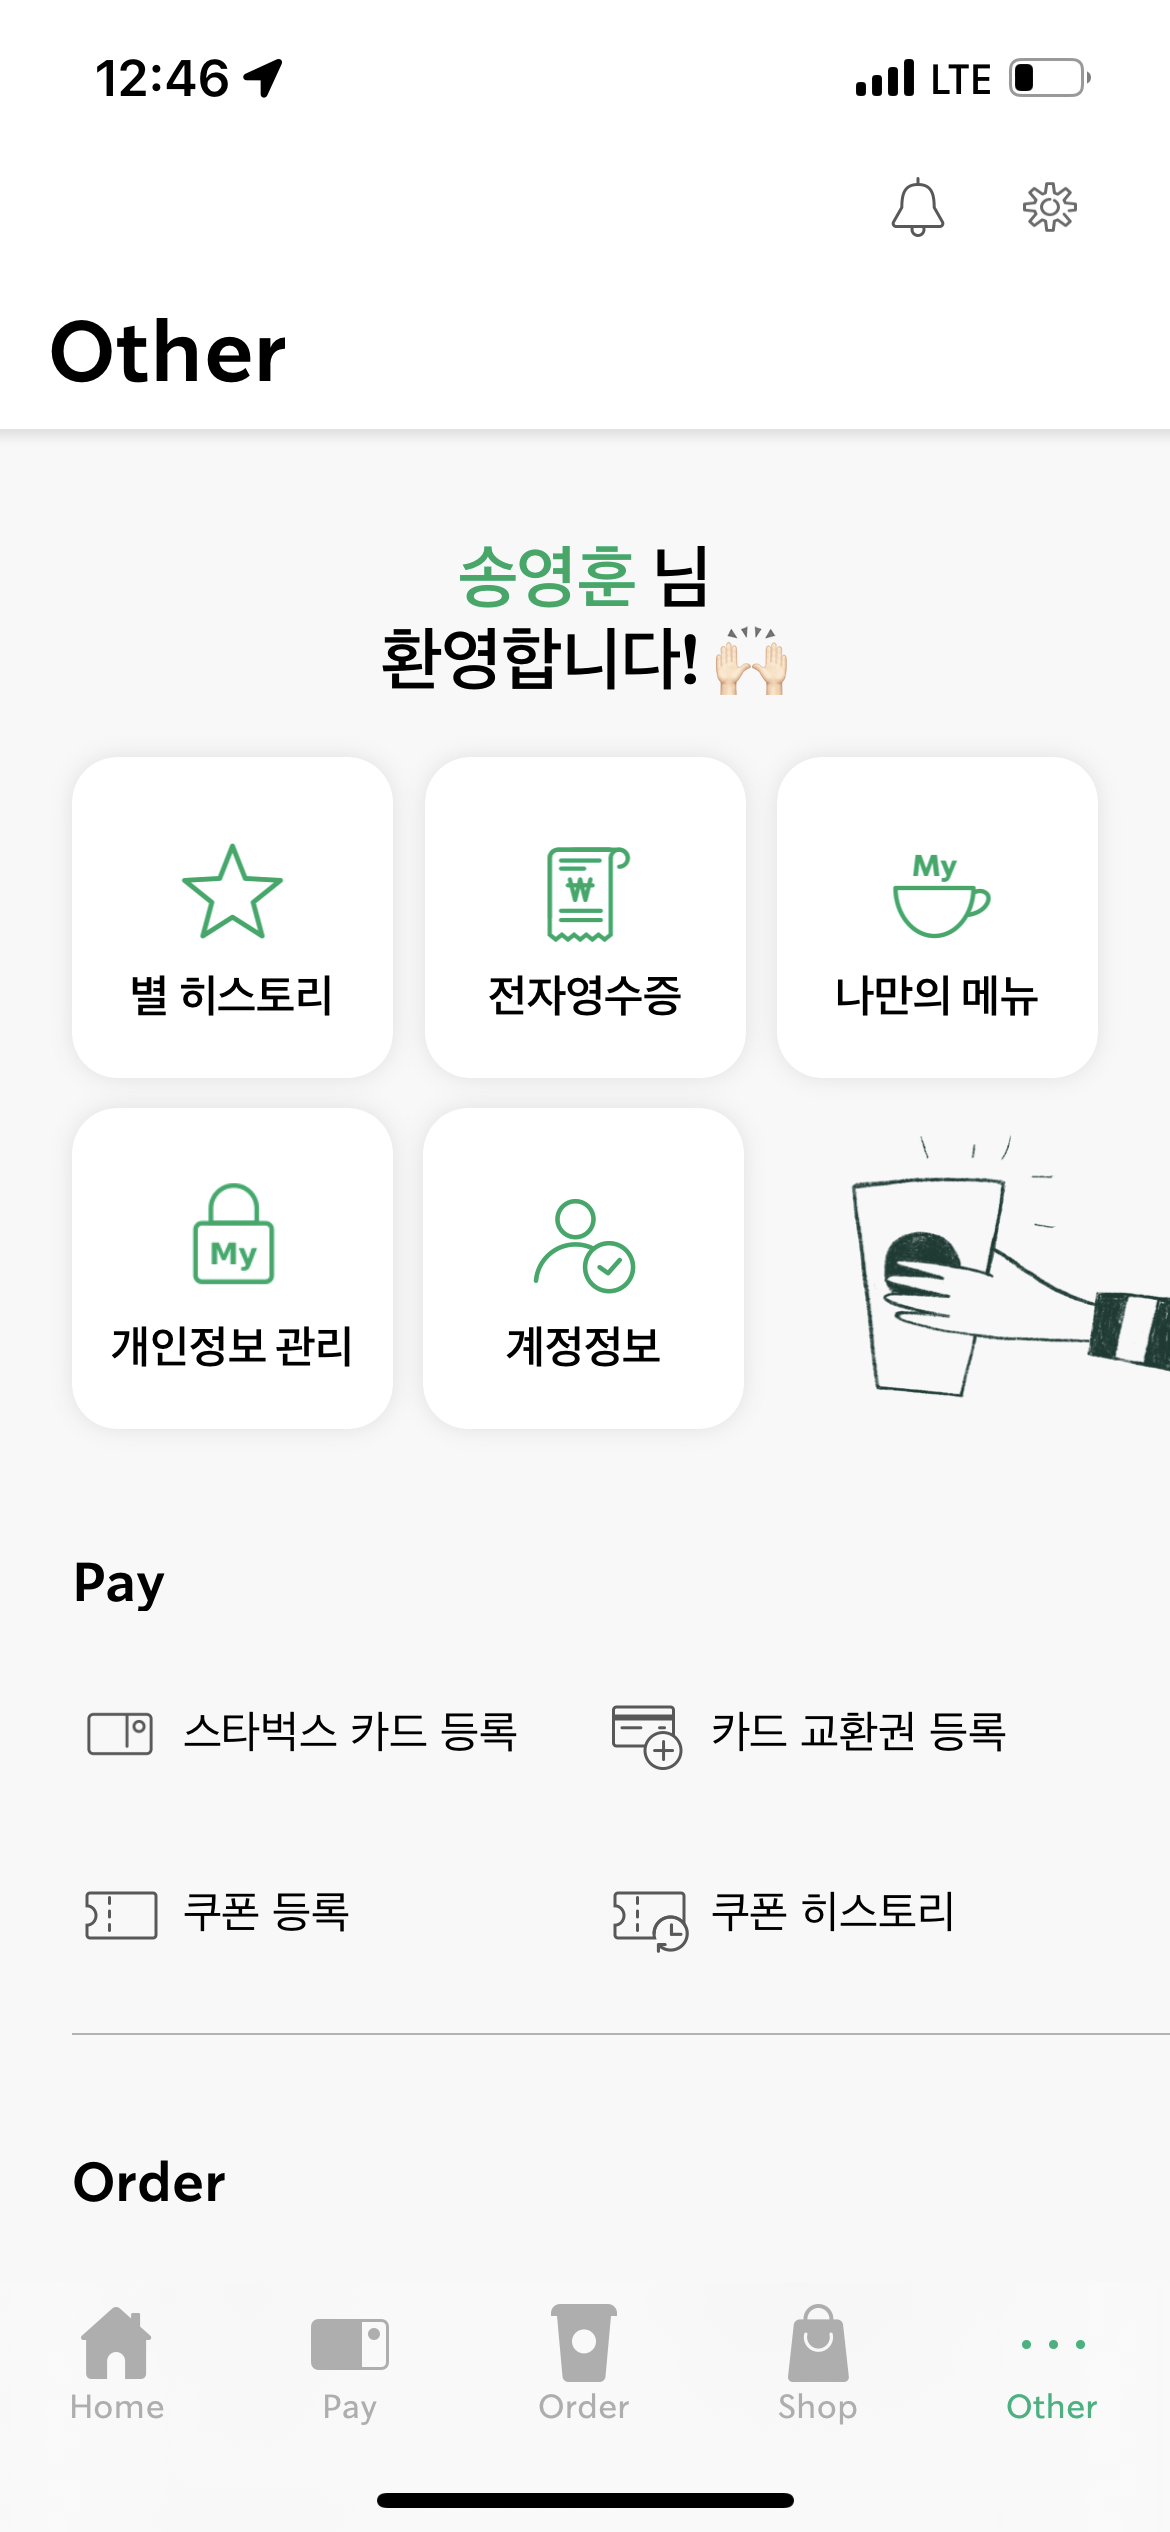 12:46 LTE
Other
송영훈 님
환영합니다! 🙌🏻
My
별 히스토리 전자영수증 나만의 메뉴
My
개인정보 관리 계정정보
Pay
스타벅스 카드 등록 카드 교환권 등록
쿠폰 등록 쿠폰 히스토리
Order
Home Pay Order Shop Other